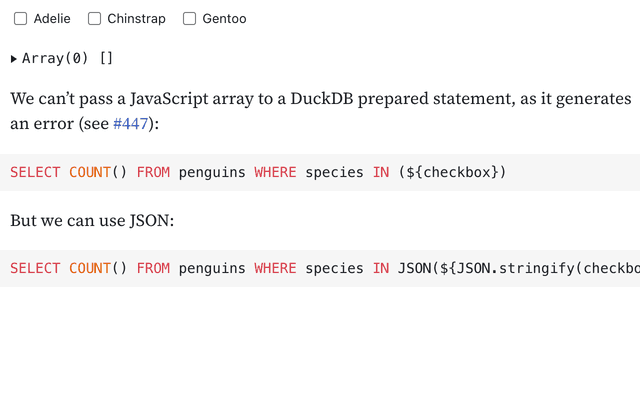 Adelie Chinstrap Gentoo
Array(0) []
We can’t pass a JavaScript array to a DuckDB prepared statement, as it generates
an error (see #447):
SELECT COUNT() FROM penguins WHERE species IN (${checkbox})
But we can use JSON:
SELECT COUNT() FROM penguins WHERE species IN JSON(${JSON.stringify(checkbo